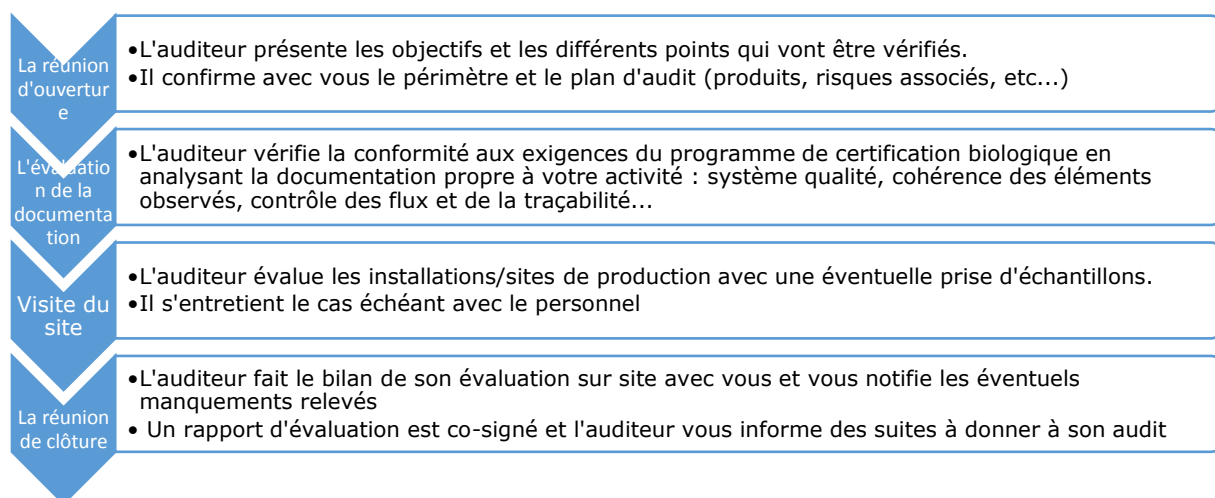 La réunion
d'ouvertur
e
•L'auditeur présente les objectifs et les différents points qui vont être vérifiés.
•Il confirme avec vous le périmètre et le plan d'audit (produits, risques associés, etc...)
L'évaluatio
n de la
documenta
tion
•L'auditeur vérifie la conformité aux exigences du programme de certification biologique en
analysant la documentation propre à votre activité : système qualité, cohérence des éléments
observés, contrôle des flux et de la traçabilité...
Visite du
site
•L'auditeur évalue les installations/sites de production avec une éventuelle prise d'échantillons.
•Il s'entretient le cas échéant avec le personnel
La réunion
de clôture
•L'auditeur fait le bilan de son évaluation sur site avec vous et vous notifie les éventuels
manquements relevés
• Un rapport d'évaluation est co-signé et l'auditeur vous informe des suites à donner à son audit